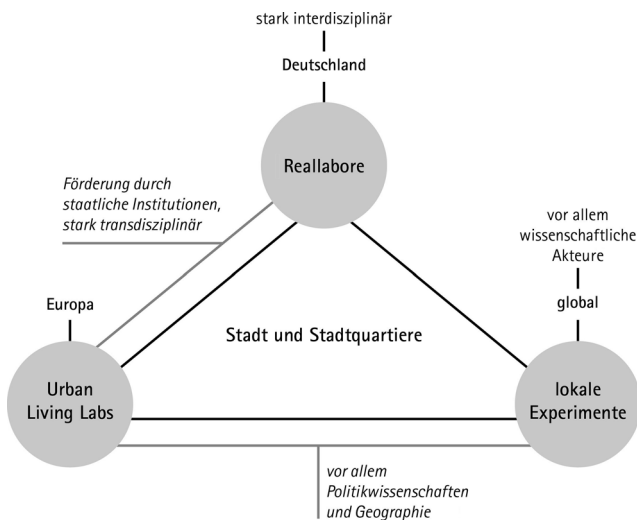 stark interdisziplinär
Deutschland
Reallabore
Förderung durch
staatliche Institutionen,
stark transdisziplinär
vor allem
wissenschaftliche
Akteure
global
Europa
Stadt und Stadtquartiere
Urban
Living Labs
lokale
Experimente
vor allem
Politikwissenschaften
und Geographie